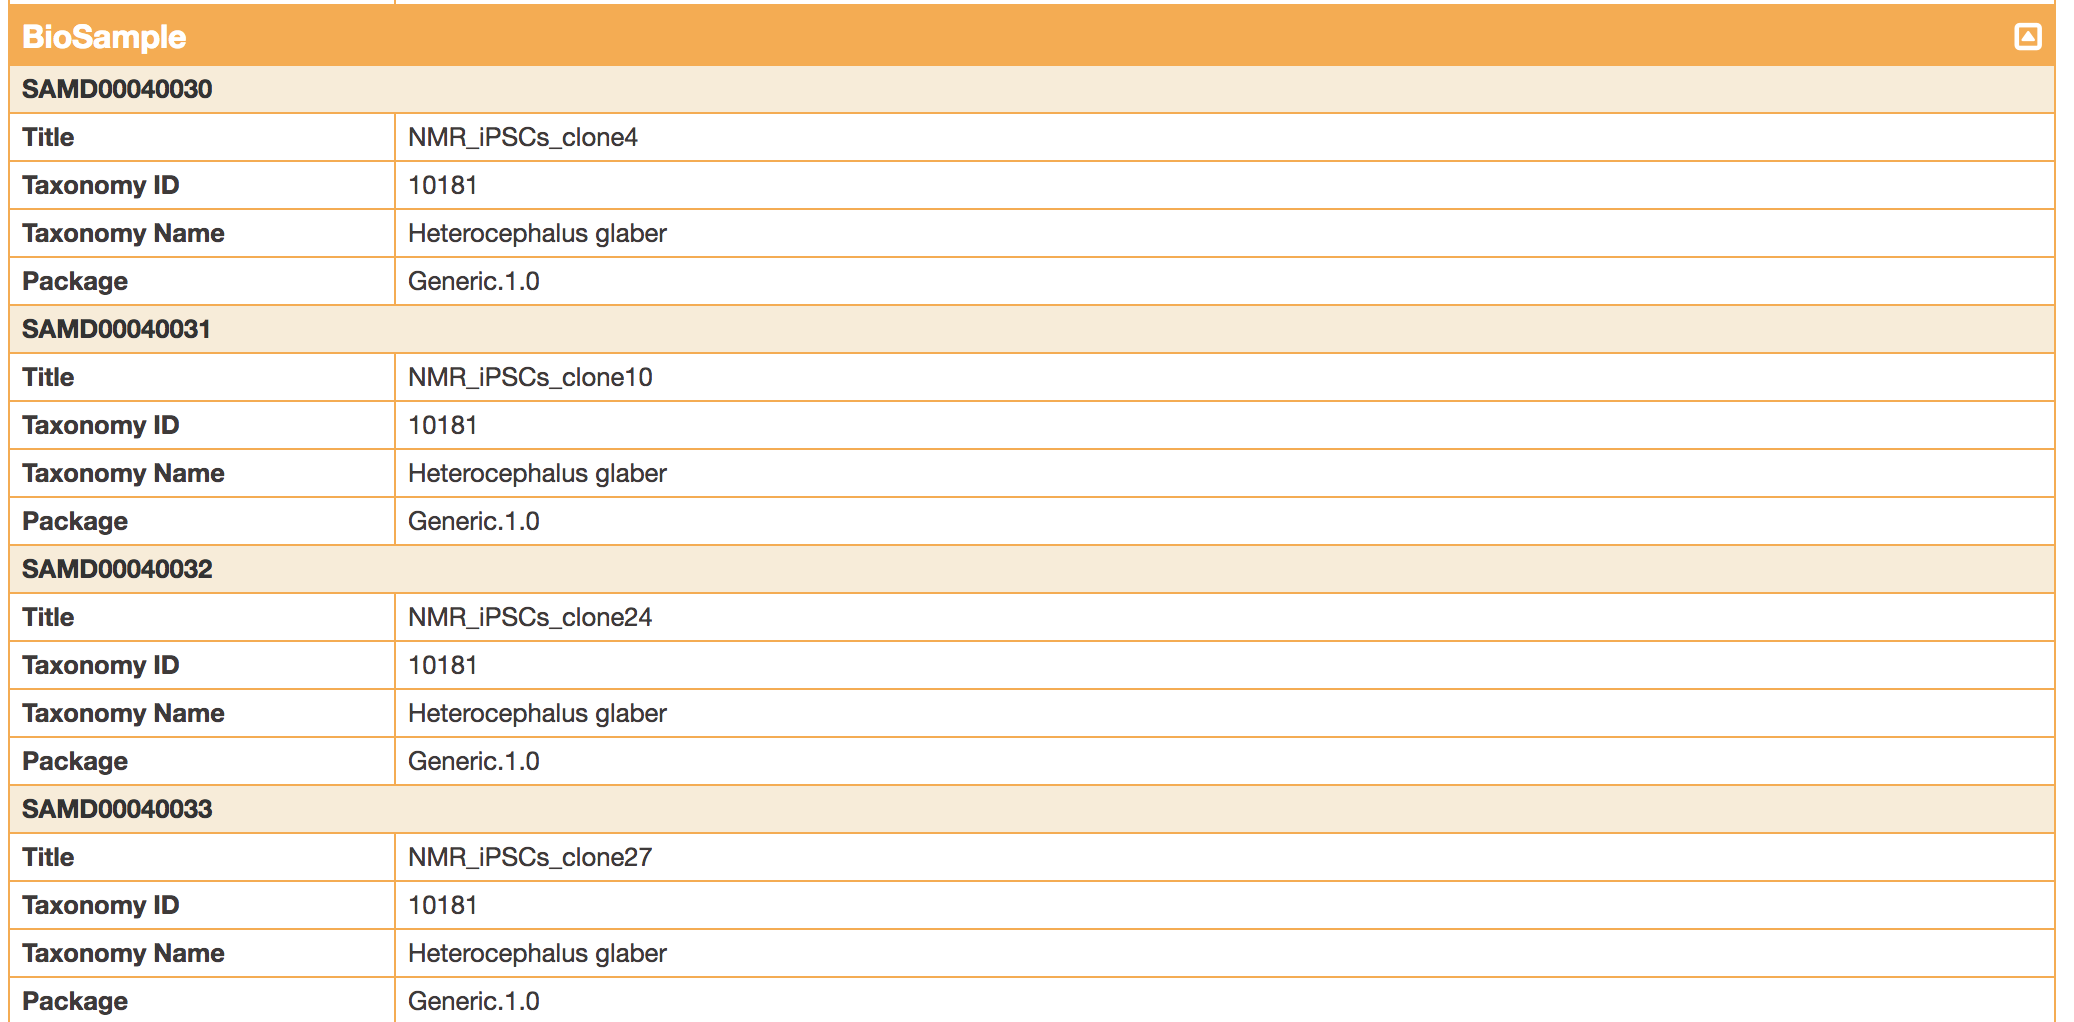 BioSample
SAMD00040030
Title NMR_iPSCs_clone4
Taxonomy ID 10181
Taxonomy Name Heterocephalus glaber
Package Generic.1.0
SAMD00040031
Title NMR_iPSCs_clone10
Taxonomy ID 10181
Taxonomy Name Heterocephalus glaber
Package Generic.1.0
SAMD00040032
Title NMR_iPSCs_clone24
Taxonomy ID 10181
Taxonomy Name Heterocephalus glaber
Package Generic.1.0
SAMD00040033
Title NMR_iPSCs_clone27
Taxonomy ID 10181
Taxonomy Name Heterocephalus glaber
Package Generic.1.0